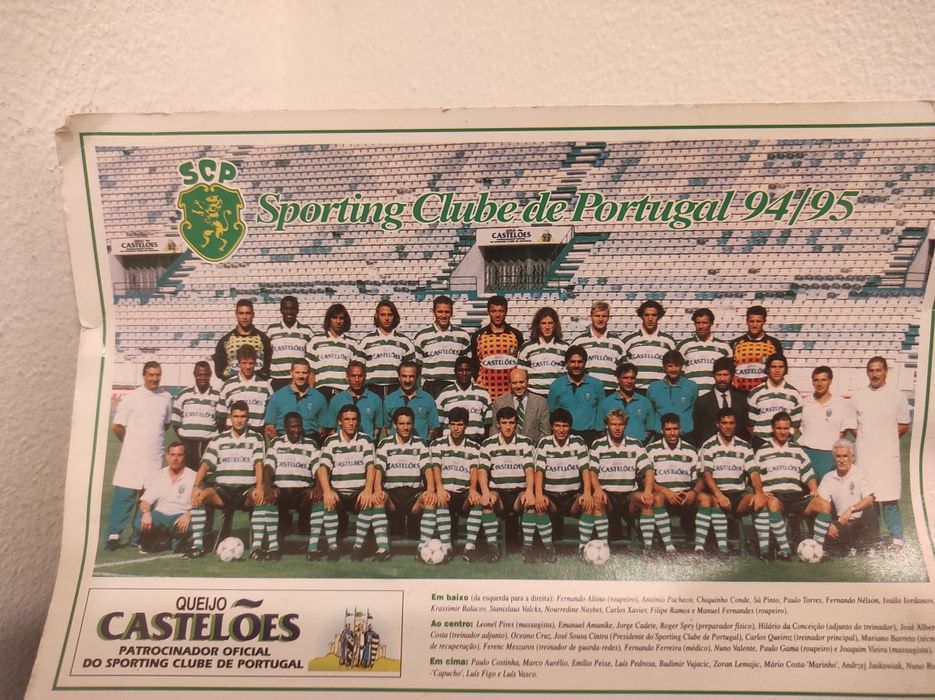 SCP
Sporting Clube de Portugal 94/95
CASTELÕES
CASTELÕES
QUEIJO
CASTELÕES
PATROCINADOR OFICIAL
DO SPORTING CLUBE DE PORTUGAL
Em baixo (da esquerda para a direita): Fernando Altino (roupeiro), António Pacheco, Chiquinho Conde, Sá Pinto, Paulo Torres, Fernando Nélson, Ivailo Iordanov,
Krassimir Balacov, Stanislaus Valckx, Nourredine Naybet, Carlos Xavier, Filipe Ramos e Manuel Fernandes (roupeiro).
Ao centro: Leonel Pires (massagista), Emanuel Amunike, Jorge Cadete, Roger Spry (preparador físico), Hilário da Conceição (adjunto do treinador), José Alber
Costa (treinador adjunto), Oceano Cruz, José Sousa Cintra (Presidente do Sporting Clube de Portugal), Carlos Queiroz (treinador principal), Mariano Barreto (téc
de recuperação), Ferenc Meszaros (treinador de guarda-redes), Fernando Ferreira (médico), Nuno Valente, Paulo Gama (roupeiro) e Joaquim Vieira (massagista).
Em cima: Paulo Costinha, Marco Aurélio, Emílio Peixe, Luís Pedrosa, Budimir Vujacic, Zoran Lemajic, Mário Costa-'Marinho', Andrzej Juskowiak, Nuno Ro
-'Capucho', Luís Figo e Luís Vasco.